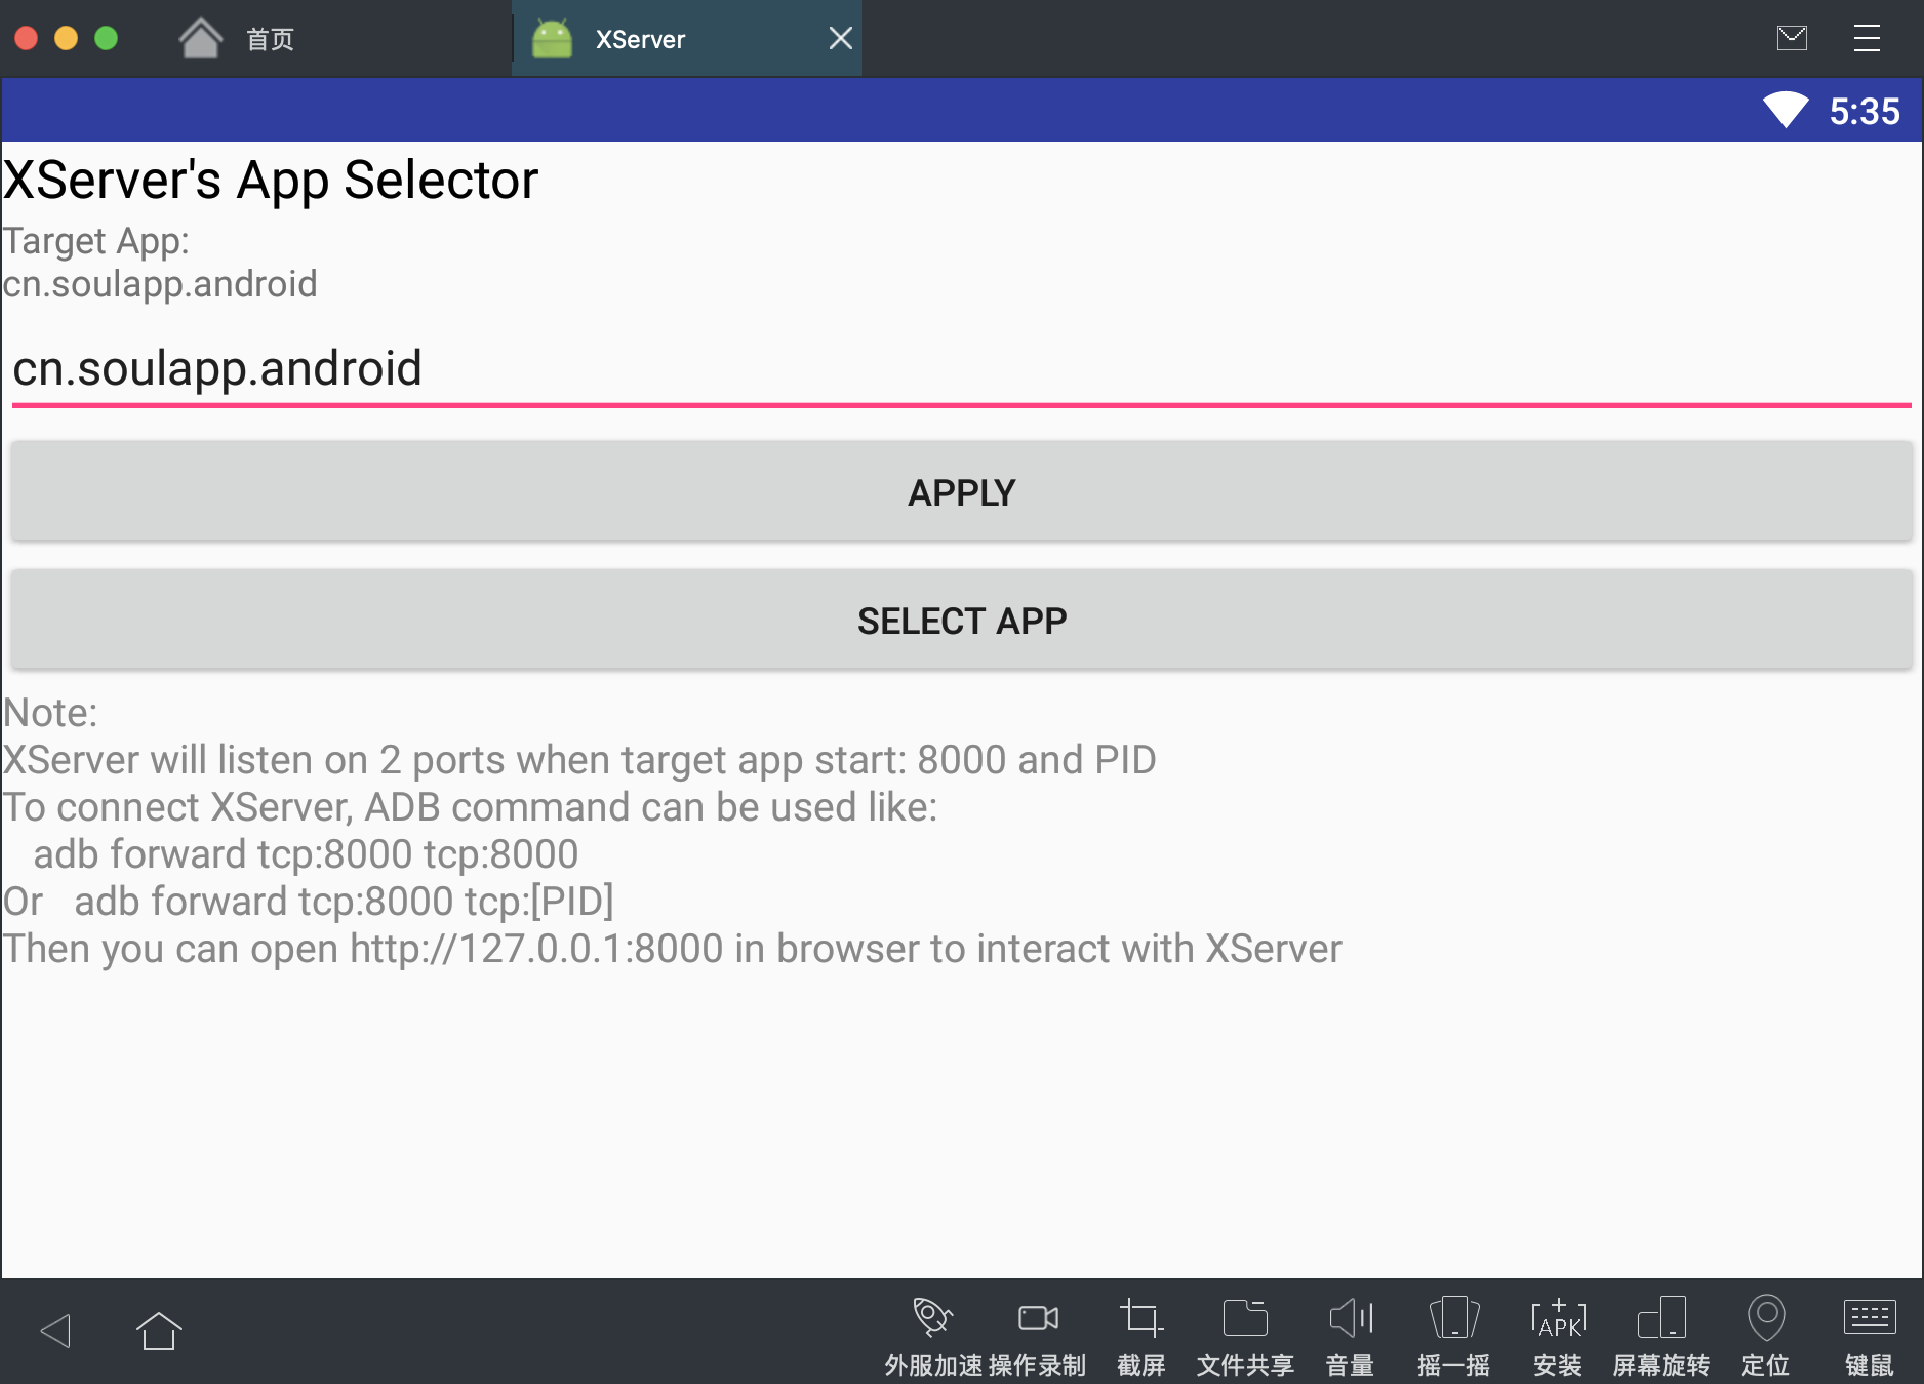 首页
XServer
5:35
XServer's App Selector
Target App:
cn.soulapp.android
cn.soulapp.android
APPLY
SELECT APP
Note:
XServer will listen on 2 ports when target app start: 8000 and PID
To connect XServer, ADB command can be used like:
adb forward tcp:8000 tcp:8000
Or   adb forward tcp:8000 tcp:[PID]
Then you can open http://127.0.0.1:8000 in browser to interact with XServer
APK
外服加速 操作录制 截屏 文件共享 音量 摇一摇 安装 屏幕旋转 定位 键鼠